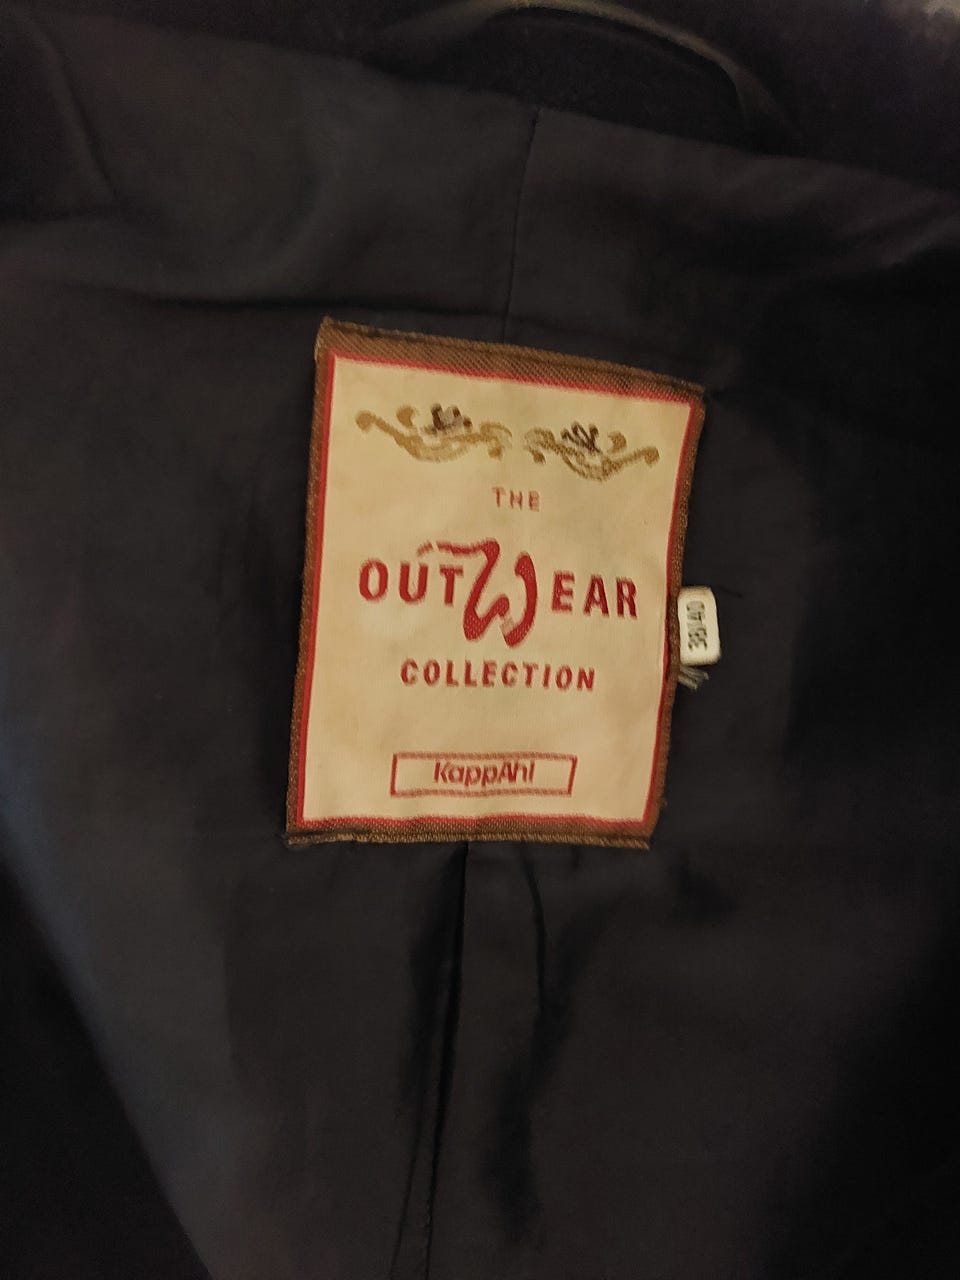 THE
OUTWEAR
COLLECTION
KappAhl
38/40